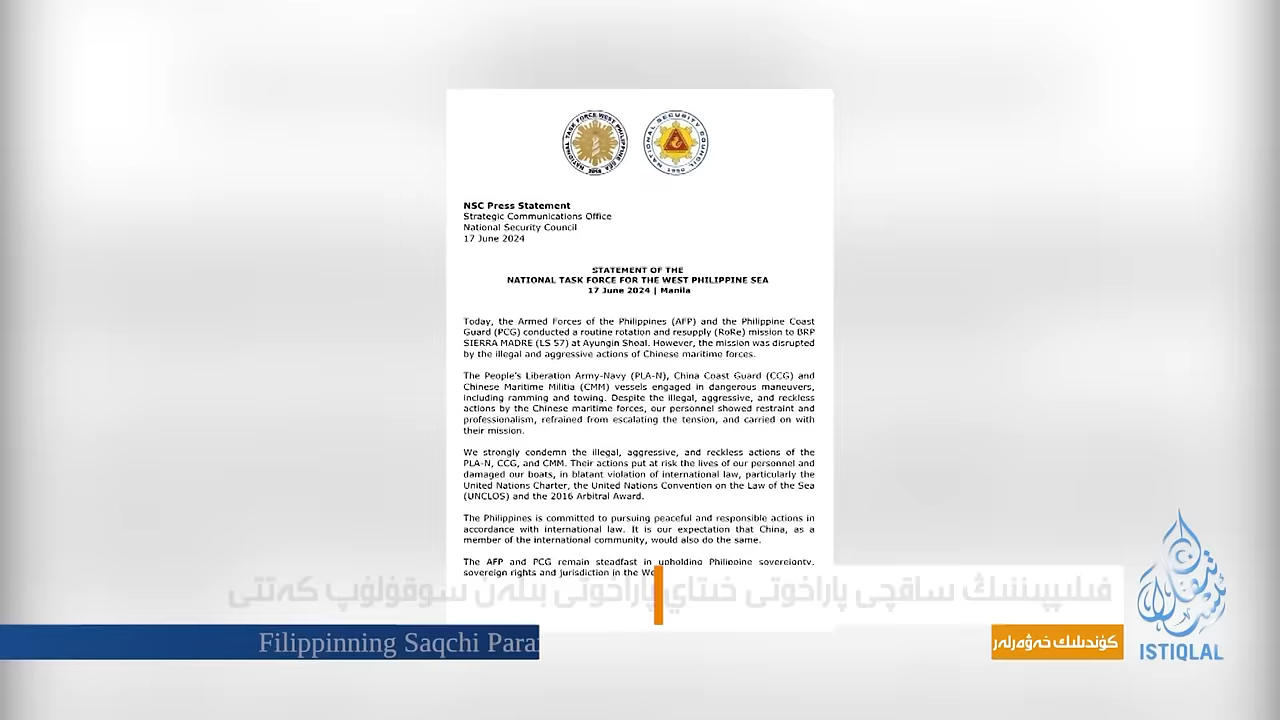 NATIONAL TASK FORCE WEST PHILIPPINE SEA
NATIONAL SECURITY COUNCIL
NSC Press Statement
Strategic Communications Office
National Security Council
17 June 2024
STATEMENT OF THE
NATIONAL TASK FORCE FOR THE WEST PHILIPPINE SEA
17 June 2024 | Manila
Today, the Armed Forces of the Philippines (AFP) and the Philippine Coast
Guard (PCG) conducted a routine rotation and resupply (RoRe) mission to BRP
SIERRA MADRE (LS 57) at Ayungin Shoal. However, the mission was disrupted
by the illegal and aggressive actions of Chinese maritime forces.
The People's Liberation Army-Navy (PLA-N), China Coast Guard (CCG) and
Chinese Maritime Militia (CMM) vessels engaged in dangerous maneuvers,
including ramming and towing. Despite the illegal, aggressive, and reckless
actions by the Chinese maritime forces, our personnel showed restraint and
professionalism, refrained from escalating the tension, and carried on with
their mission.
We strongly condemn the illegal, aggressive, and reckless actions of the
PLA-N, CCG, and CMM. Their actions put at risk the lives of our personnel and
damaged our boats, in blatant violation of international law, particularly the
United Nations Charter, the United Nations Convention on the Law of the Sea
(UNCLOS) and the 2016 Arbitral Award.
The Philippines is committed to pursuing peaceful and responsible actions in
accordance with international law. It is our expectation that China, as a
member of the international community, would also do the same.
The AFP and PCG remain steadfast in upholding Philippine sovereignty,
sovereign rights and jurisdiction in the We
فىلىپپىننىڭ ساقچى پاراخوتى خىتاي پاراخوتى بىلەن سوقۇلۇپ كەتتى
Filippinning Saqchi Para
كۈندىلىك خەۋەرلەر
ISTIQLAL